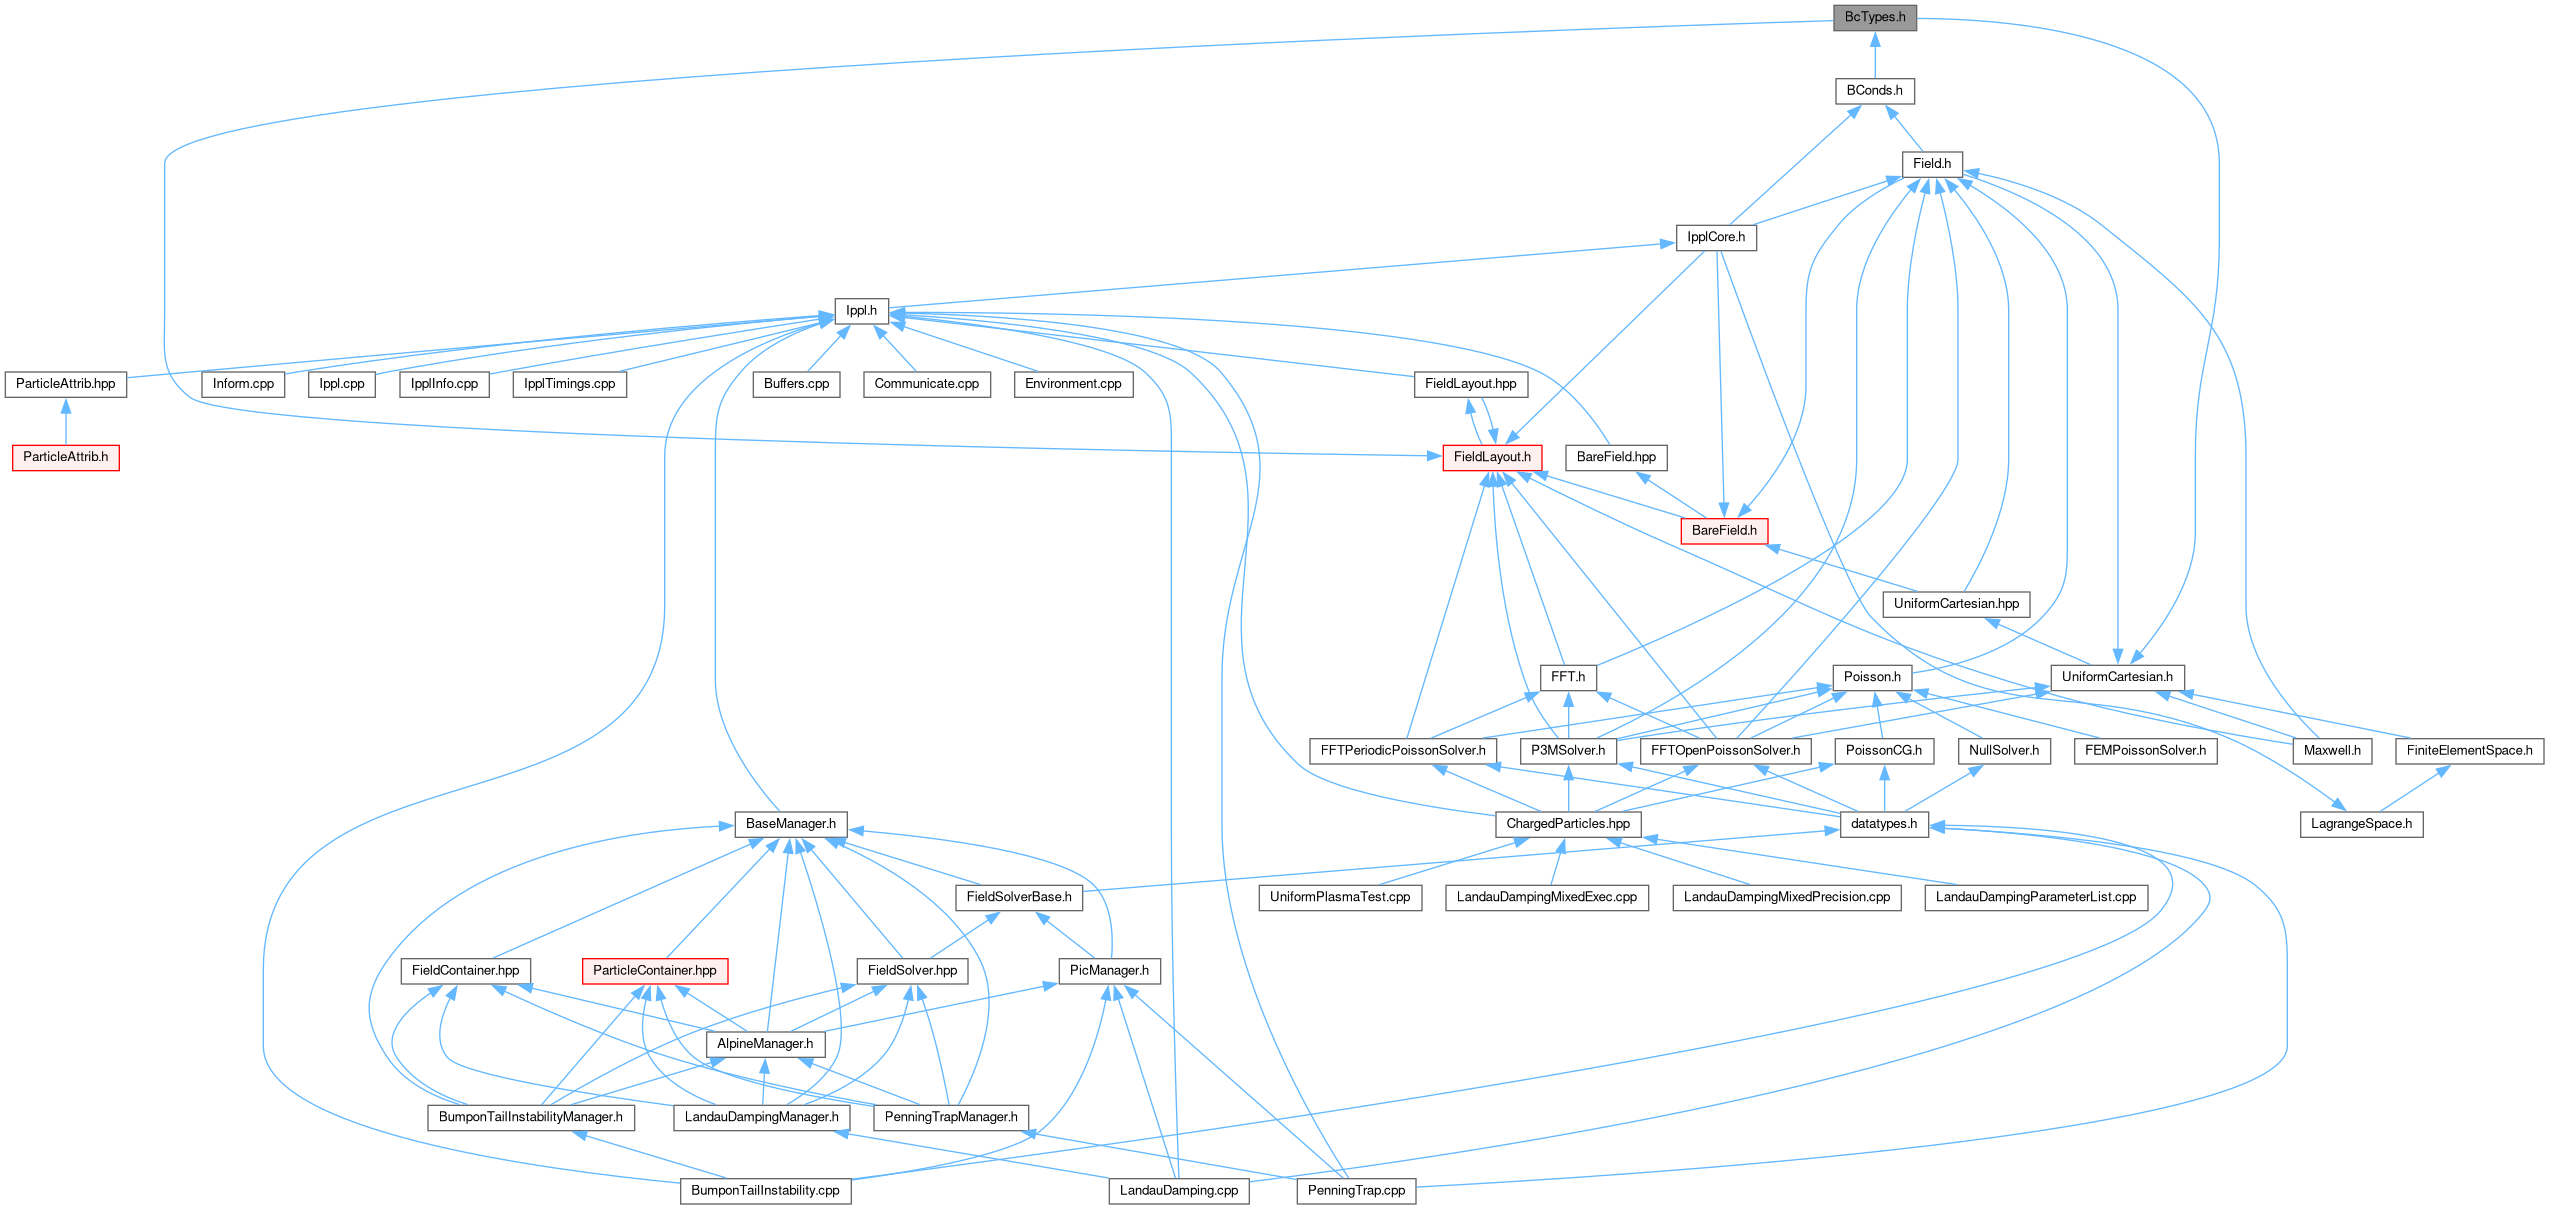 BcTypes.h
BConds.h
Field.h
IpplCore.h
Ippl.h
ParticleAttrib.hpp
Inform.cpp
Ippl.cpp
IpplInfo.cpp
IpplTimings.cpp
Buffers.cpp
Communicate.cpp
Environment.cpp
FieldLayout.hpp
ParticleAttrib.h
FieldLayout.h
BareField.hpp
BareField.h
UniformCartesian.hpp
FFT.h
Poisson.h
UniformCartesian.h
FFTPeriodicPoissonSolver.h
P3MSolver.h
FFTOpenPoissonSolver.h
PoissonCG.h
NullSolver.h
FEMPoissonSolver.h
Maxwell.h
FiniteElementSpace.h
BaseManager.h
ChargedParticles.hpp
datatypes.h
LagrangeSpace.h
FieldSolverBase.h
UniformPlasmaTest.cpp
LandauDampingMixedExec.cpp
LandauDampingMixedPrecision.cpp
LandauDampingParameterList.cpp
FieldContainer.hpp
ParticleContainer.hpp
FieldSolver.hpp
PicManager.h
AlpineManager.h
BumponTailInstabilityManager.h
LandauDampingManager.h
PenningTrapManager.h
BumponTailInstability.cpp
LandauDamping.cpp
PenningTrap.cpp